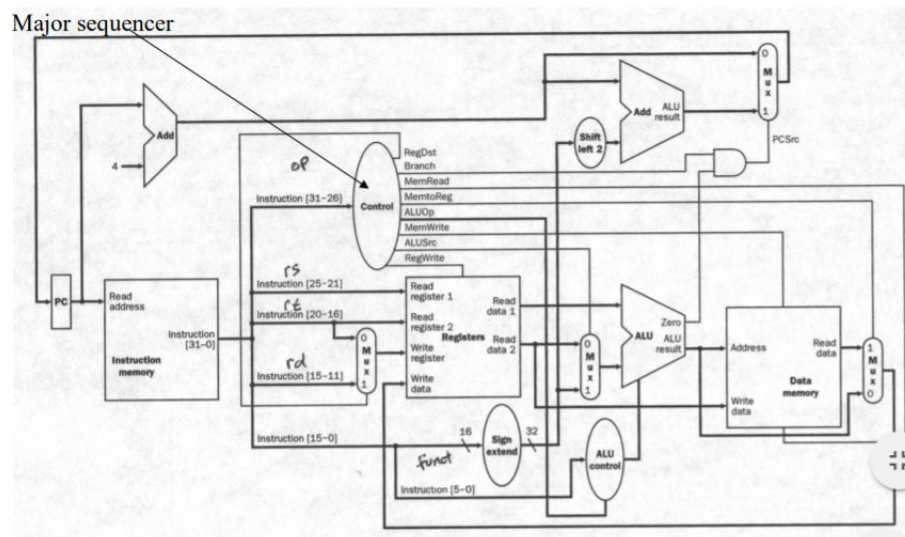 Major sequencer
0
M
u
x
1
Add
4
Add
ALU
result
Shift
left 2
PCSrc
op
RegDst
Branch
MemRead
MemtoReg
ALUOp
MemWrite
ALUSrc
RegWrite
Control
Instruction [31-26]
rs
Instruction [25-21]
rt
Instruction [20-16]
rd
Instruction [15-11]
PC
Read
address
Instruction
[31-0]
Instruction
memory
0
M
u
x
1
Read
register 1
Read
register 2
Write
register
Write
data
Registers
Read
data 1
Read
data 2
0
M
u
x
1
Zero
ALU
ALU
result
Address
Write
data
Read
data
Data
memory
1
M
u
x
0
Instruction [15-0]
16
Sign
extend
32
funct
Instruction [5-0]
ALU
control